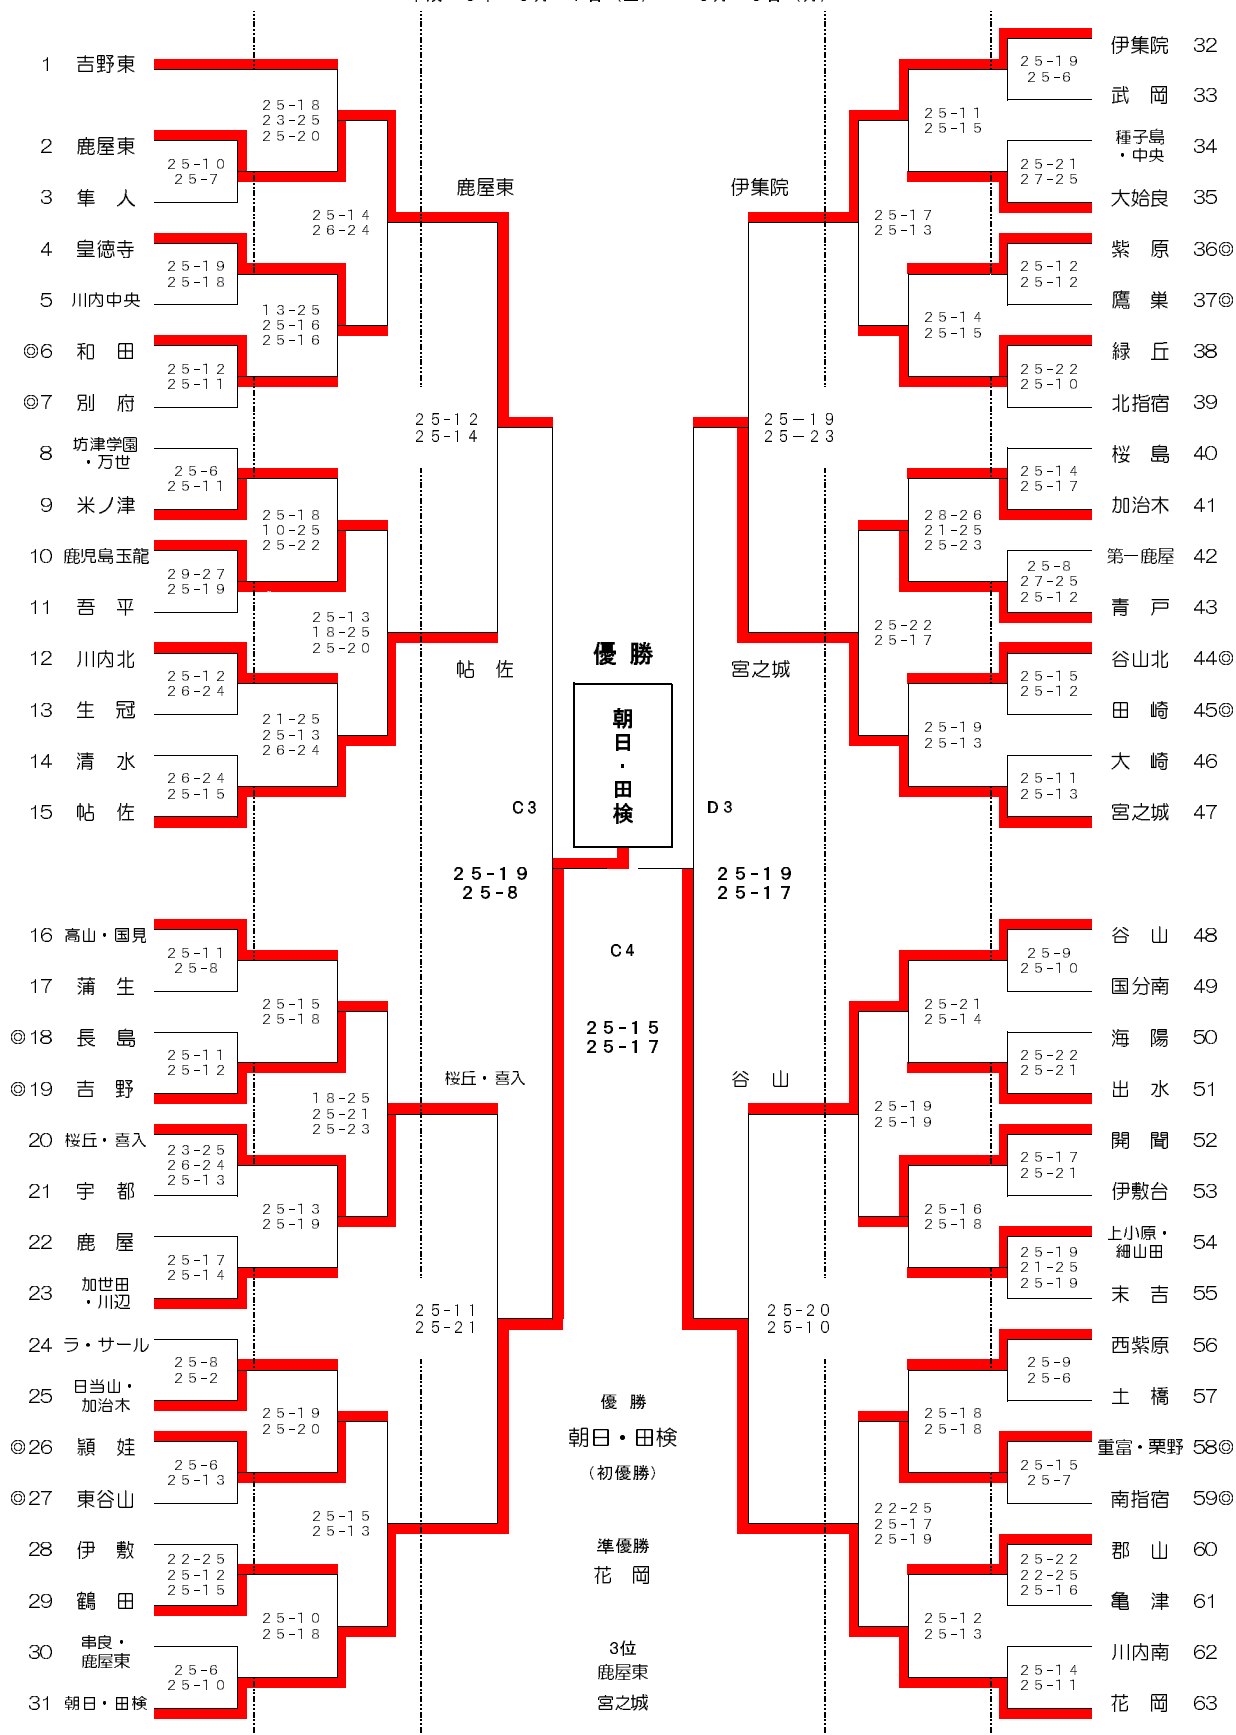 1 吉野東
25-18
23-25
25-20
2 鹿屋東
25-10
25-7
3 隼 人
鹿屋東
25-14
26-24
4 皇徳寺
25-19
25-18
5 川内中央
13-25
25-16
25-16
◎6 和 田
25-12
25-11
◎7 別 府
25-12
25-14
8 坊津学園
・万世
25-6
25-11
9 米ノ津
25-18
10-25
25-22
10 鹿児島玉龍
29-27
25-19
11 吾 平
25-13
18-25
25-20
12 川内北
25-12
26-24
13 生 冠
21-25
25-13
26-24
14 清 水
26-24
25-15
15 帖 佐
帖 佐
C3
25-19
25-8
16 高山・国見
25-11
25-8
17 蒲 生
25-15
25-18
◎18 長 島
25-11
25-12
◎19 吉 野
桜丘・喜入
18-25
25-21
25-23
20 桜丘・喜入
23-25
26-24
25-13
21 宇 都
25-13
25-19
22 鹿 屋
25-17
25-14
23 加世田
・川辺
25-11
25-21
24 ラ・サール
25-8
25-2
25 日当山・
加治木
25-19
25-20
◎26 頴 娃
25-6
25-13
◎27 東谷山
25-15
25-13
28 伊 敷
22-25
25-12
25-15
29 鶴 田
25-10
25-18
30 串良・
鹿屋東
25-6
25-10
31 朝日・田検
優 勝
朝日・田検
C4
25-15
25-17
優 勝
朝日・田検
(初優勝)
準優勝
花 岡
3位
鹿屋東
宮之城
伊集院 32
25-19
25-6
武 岡 33
25-11
25-15
種子島
・中央 34
25-21
27-25
大姶良 35
伊集院
25-17
25-13
紫 原 36◎
25-12
25-12
鷹 巣 37◎
25-14
25-15
緑 丘 38
25-22
25-10
北指宿 39
25-19
25-23
桜 島 40
25-14
25-17
加治木 41
28-26
21-25
25-23
第一鹿屋 42
25-8
27-25
25-12
青 戸 43
25-22
25-17
谷山北 44◎
25-15
25-12
田 崎 45◎
宮之城
25-19
25-13
大 崎 46
25-11
25-13
宮之城 47
D3
25-19
25-17
谷 山 48
25-9
25-10
国分南 49
25-21
25-14
海 陽 50
25-22
25-21
出 水 51
谷 山
25-19
25-19
開 聞 52
25-17
25-21
伊敷台 53
25-16
25-18
上小原・
細山田 54
25-19
21-25
25-19
末 吉 55
25-20
25-10
西紫原 56
25-9
25-6
土 橋 57
25-18
25-18
重富・栗野 58◎
25-15
25-7
南指宿 59◎
22-25
25-17
25-19
郡 山 60
25-22
22-25
25-16
亀 津 61
25-12
25-13
川内南 62
25-14
25-11
花 岡 63